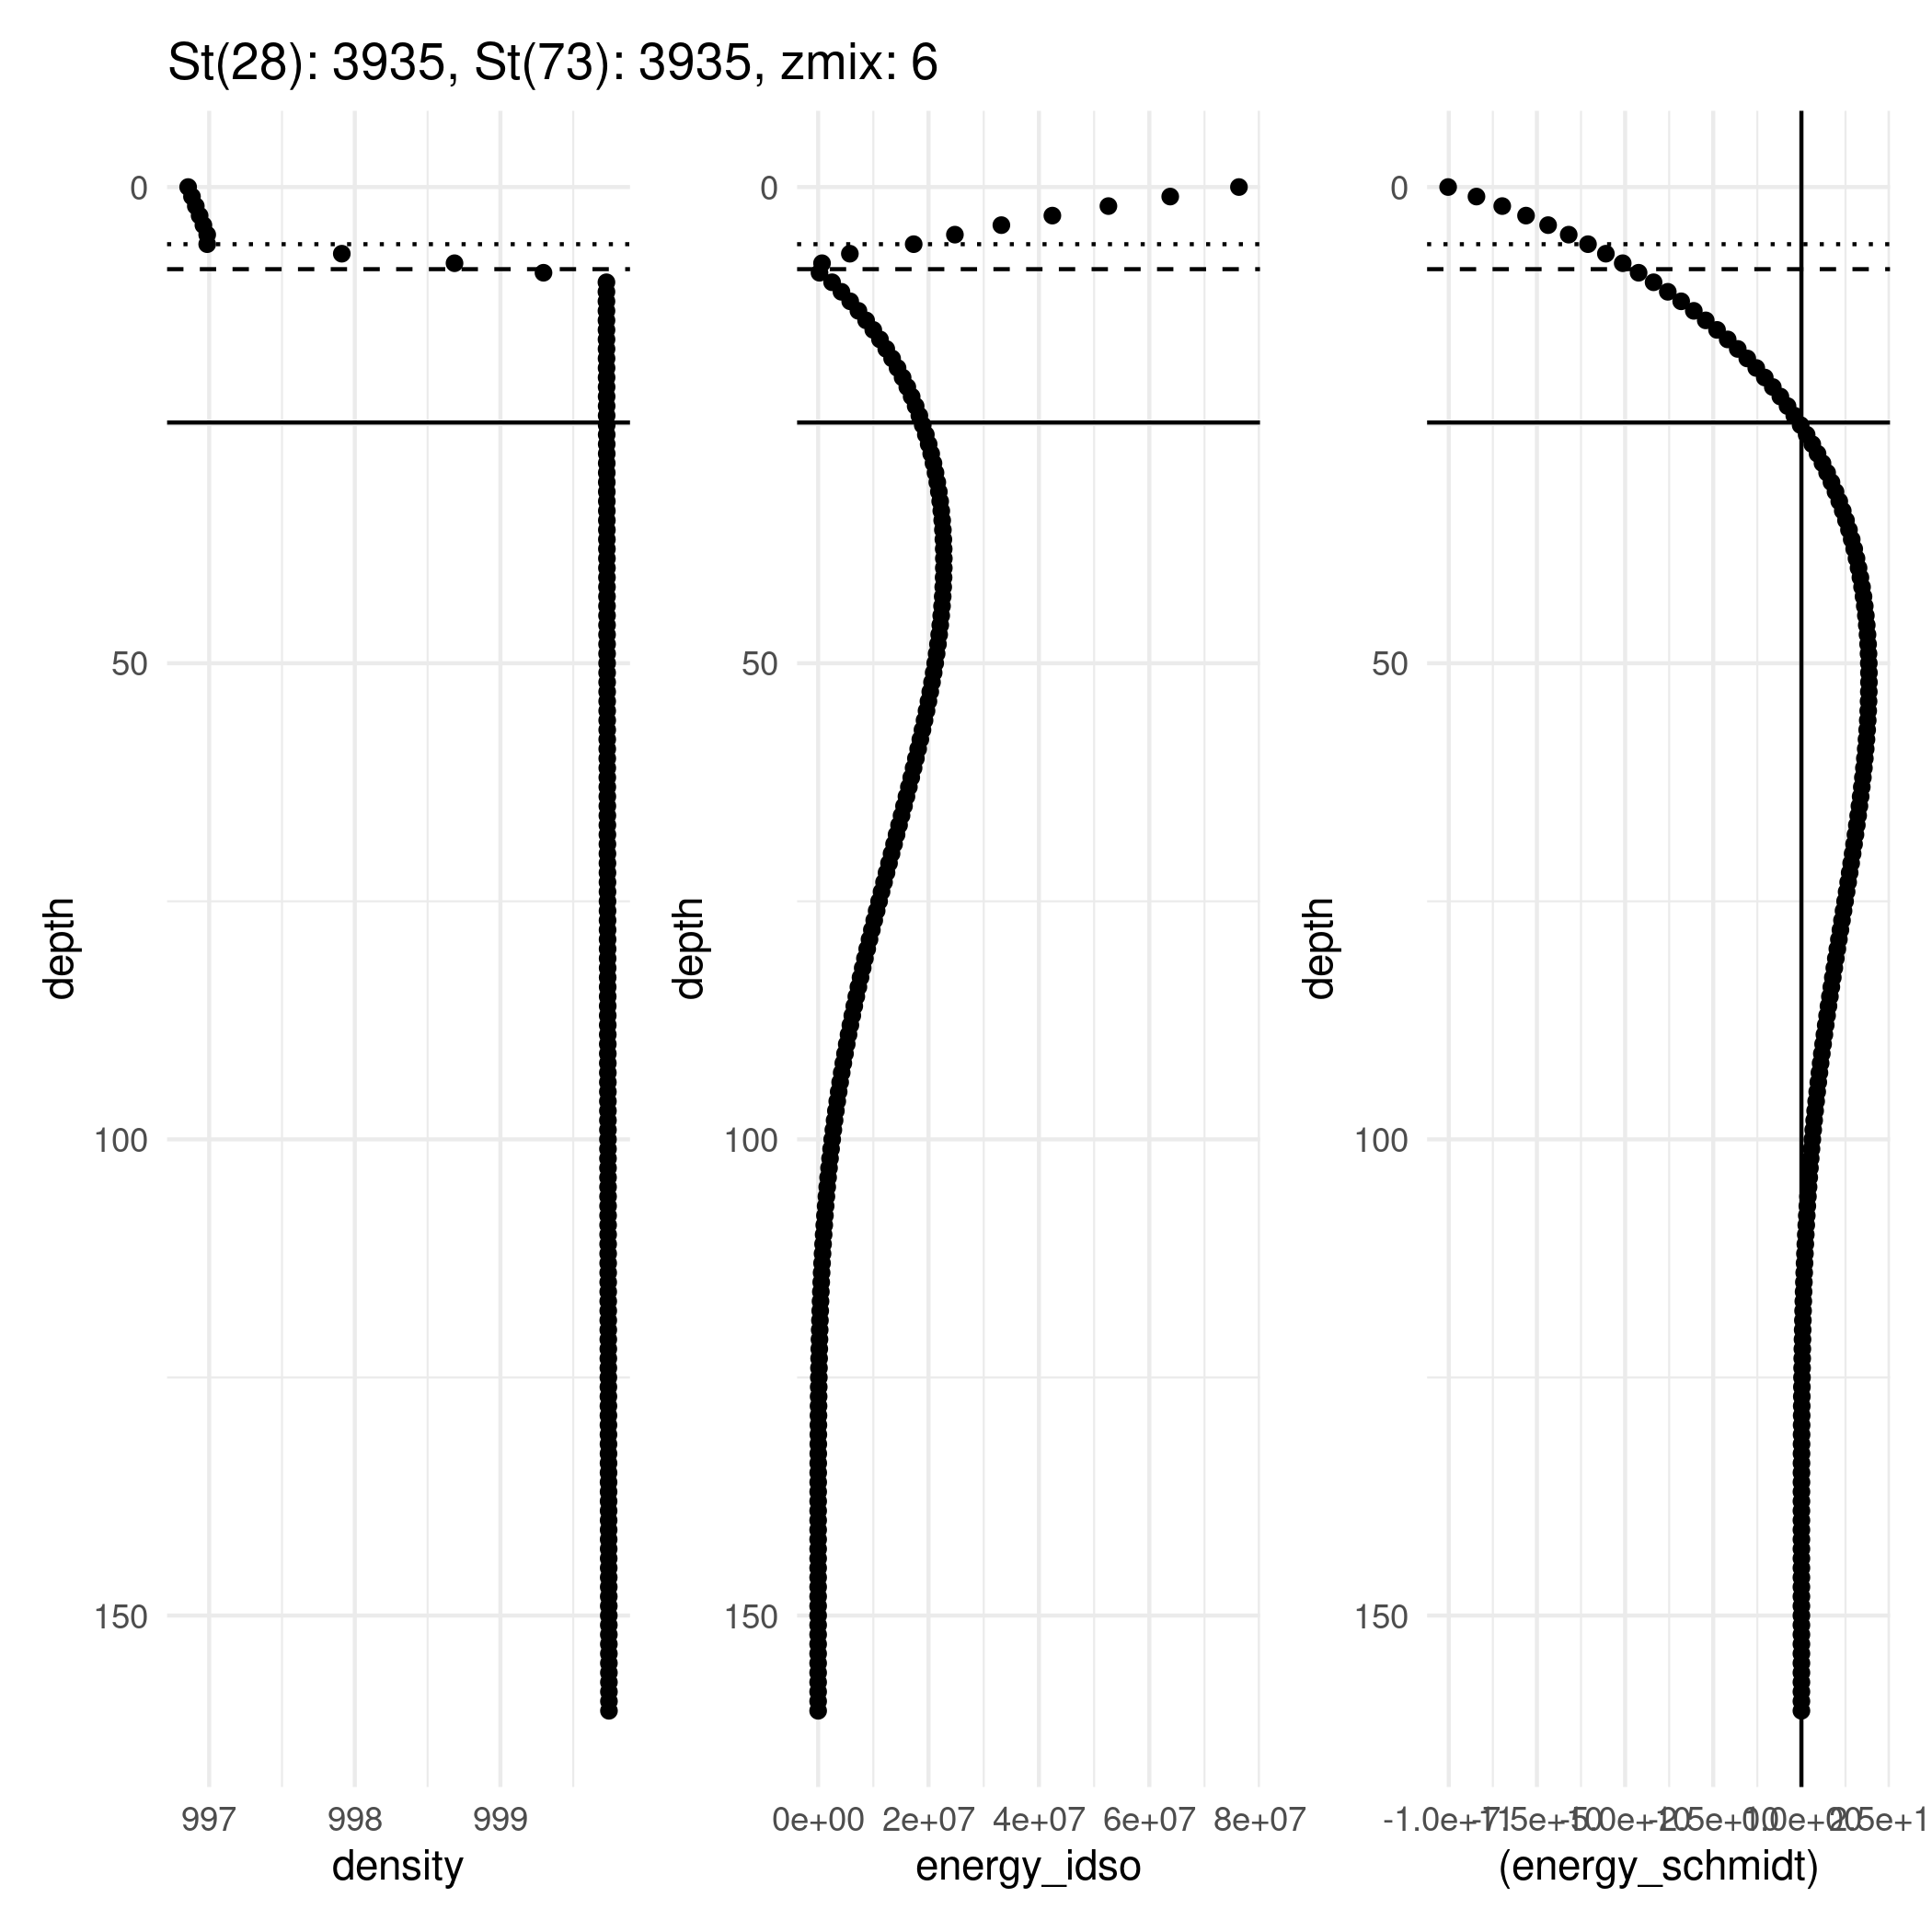 St(28): 3935, St(73): 3935, zmix: 6
0
50
100
150
depth
997 998 999
density
0
50
100
150
depth
0e+00 2e+07 4e+07 6e+07 8e+07
energy_idso
0
50
100
150
depth
(energy_schmidt)